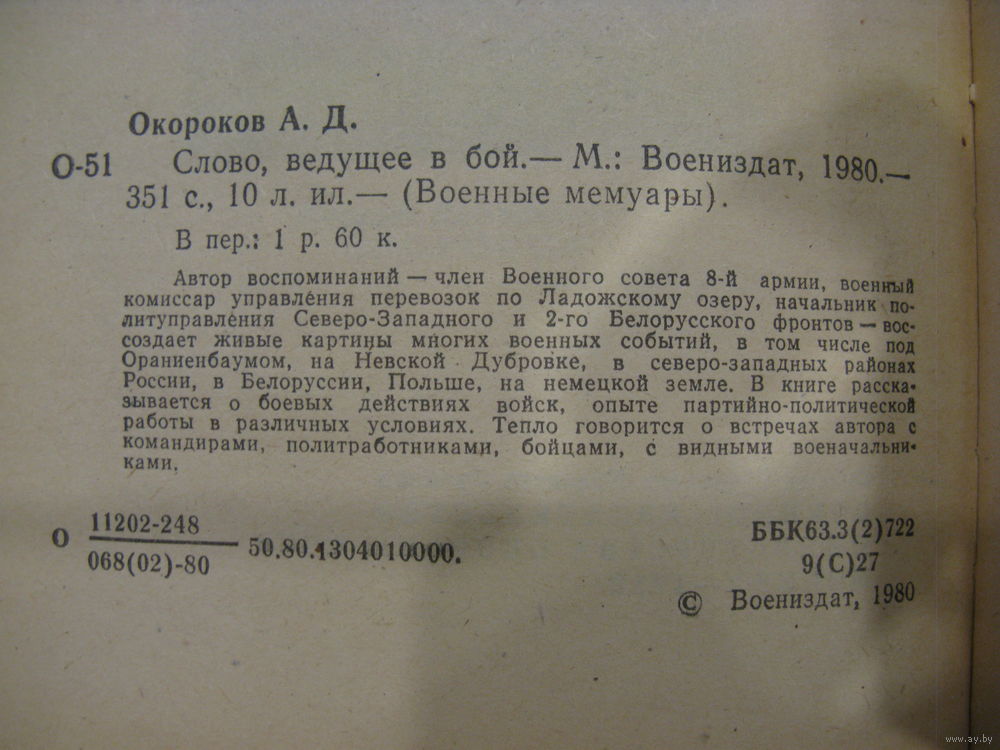 Окороков А. Д.
О-51 Слово, ведущее в бой.— М.: Воениздат, 1980.—
351 с., 10 л. ил.— (Военные мемуары).
В пер.: 1 р. 60 к.
Автор воспоминаний — член Военного совета 8-й армии, военный
комиссар управления перевозок по Ладожскому озеру, начальник по-
литуправления Северо-Западного и 2-го Белорусского фронтов — вос-
создает живые картины многих военных событий, в том числе под
Ораниенбаумом, на Невской Дубровке, в северо-западных районах
России, в Белоруссии, Польше, на немецкой земле. В книге расска-
зывается о боевых действиях войск, опыте партийно-политической
работы в различных условиях. Тепло говорится о встречах автора с
командирами, политработниками, бойцами, с видными военачальни-
ками.
О 11202-248
068(02)-80 50.80.1304010000.
ББК63.3(2)722
9(С)27
© Воениздат, 1980
www.ay.by